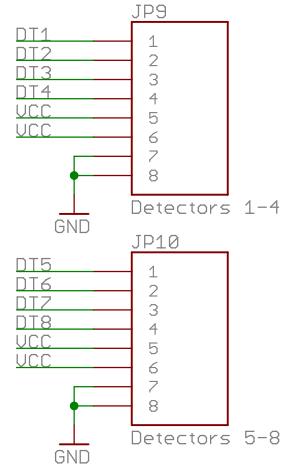 JP9
DT1 1
DT2 2
DT3 3
DT4 4
VCC 5
VCC 6
7
8
GND
Detectors 1-4
JP10
DT5 1
DT6 2
DT7 3
DT8 4
VCC 5
VCC 6
7
8
GND
Detectors 5-8